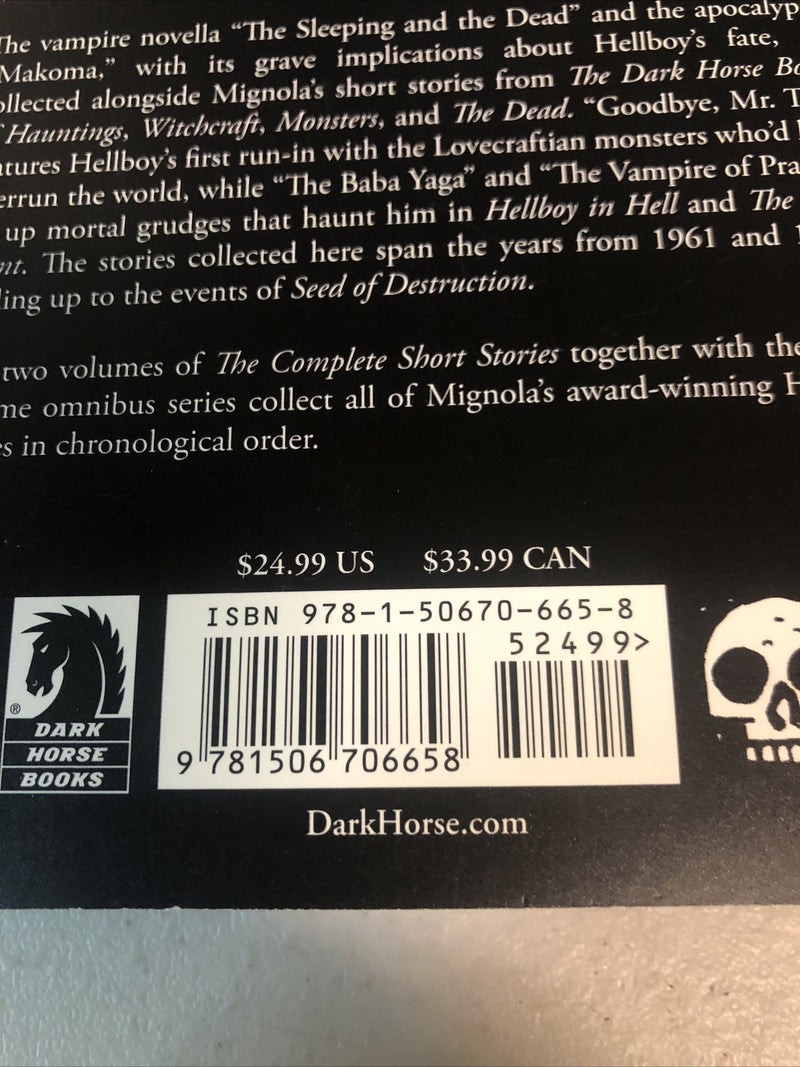 The vampire novella “The Sleeping and the Dead” and the apocalyp
Makoma,” with its grave implications about Hellboy’s fate,
ollected alongside Mignola’s short stories from The Dark Horse Bo
f Hauntings, Witchcraft, Monsters, and The Dead. “Goodbye, Mr. T
atures Hellboy’s first run-in with the Lovecraftian monsters who’d
errun the world, while “The Baba Yaga” and “The Vampire of Pra
up mortal grudges that haunt him in Hellboy in Hell and The
nt. The stories collected here span the years from 1961 and 1
ling up to the events of Seed of Destruction.
two volumes of The Complete Short Stories together with the
me omnibus series collect all of Mignola’s award-winning H
es in chronological order.
$24.99 US $33.99 CAN
ISBN 978-1-50670-665-8
52499>
9 781506 706658
®
DARK
HORSE
BOOKS
DarkHorse.com